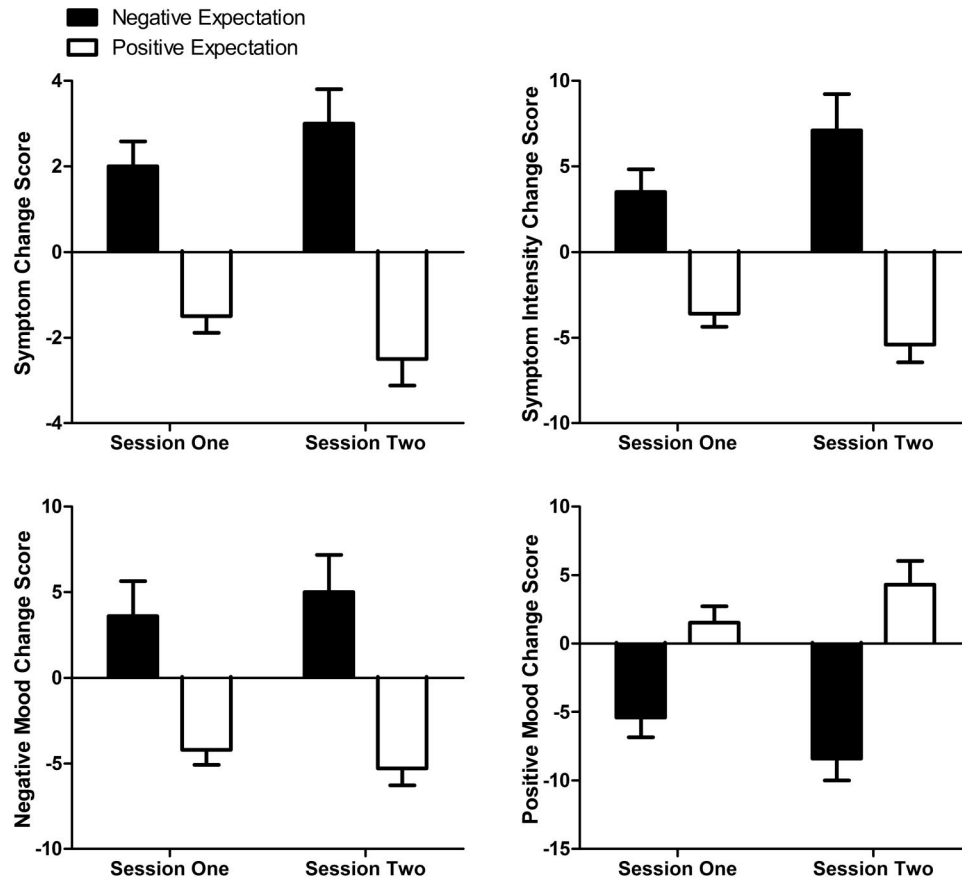 Negative Expectation
Positive Expectation
Symptom Change Score
4
2
0
-2
-4
Session One
Session Two
Symptom Intensity Change Score
10
5
0
-5
-10
Session One
Session Two
Negative Mood Change Score
10
5
0
-5
-10
Session One
Session Two
Positive Mood Change Score
10
5
0
-5
-10
-15
Session One
Session Two